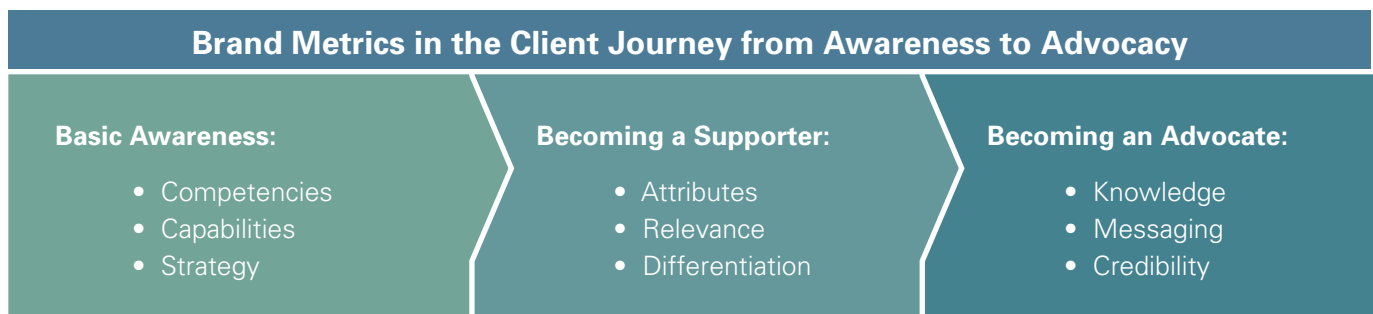 Brand Metrics in the Client Journey from Awareness to Advocacy
Basic Awareness:
• Competencies
• Capabilities
• Strategy
Becoming a Supporter:
• Attributes
• Relevance
• Differentiation
Becoming an Advocate:
• Knowledge
• Messaging
• Credibility